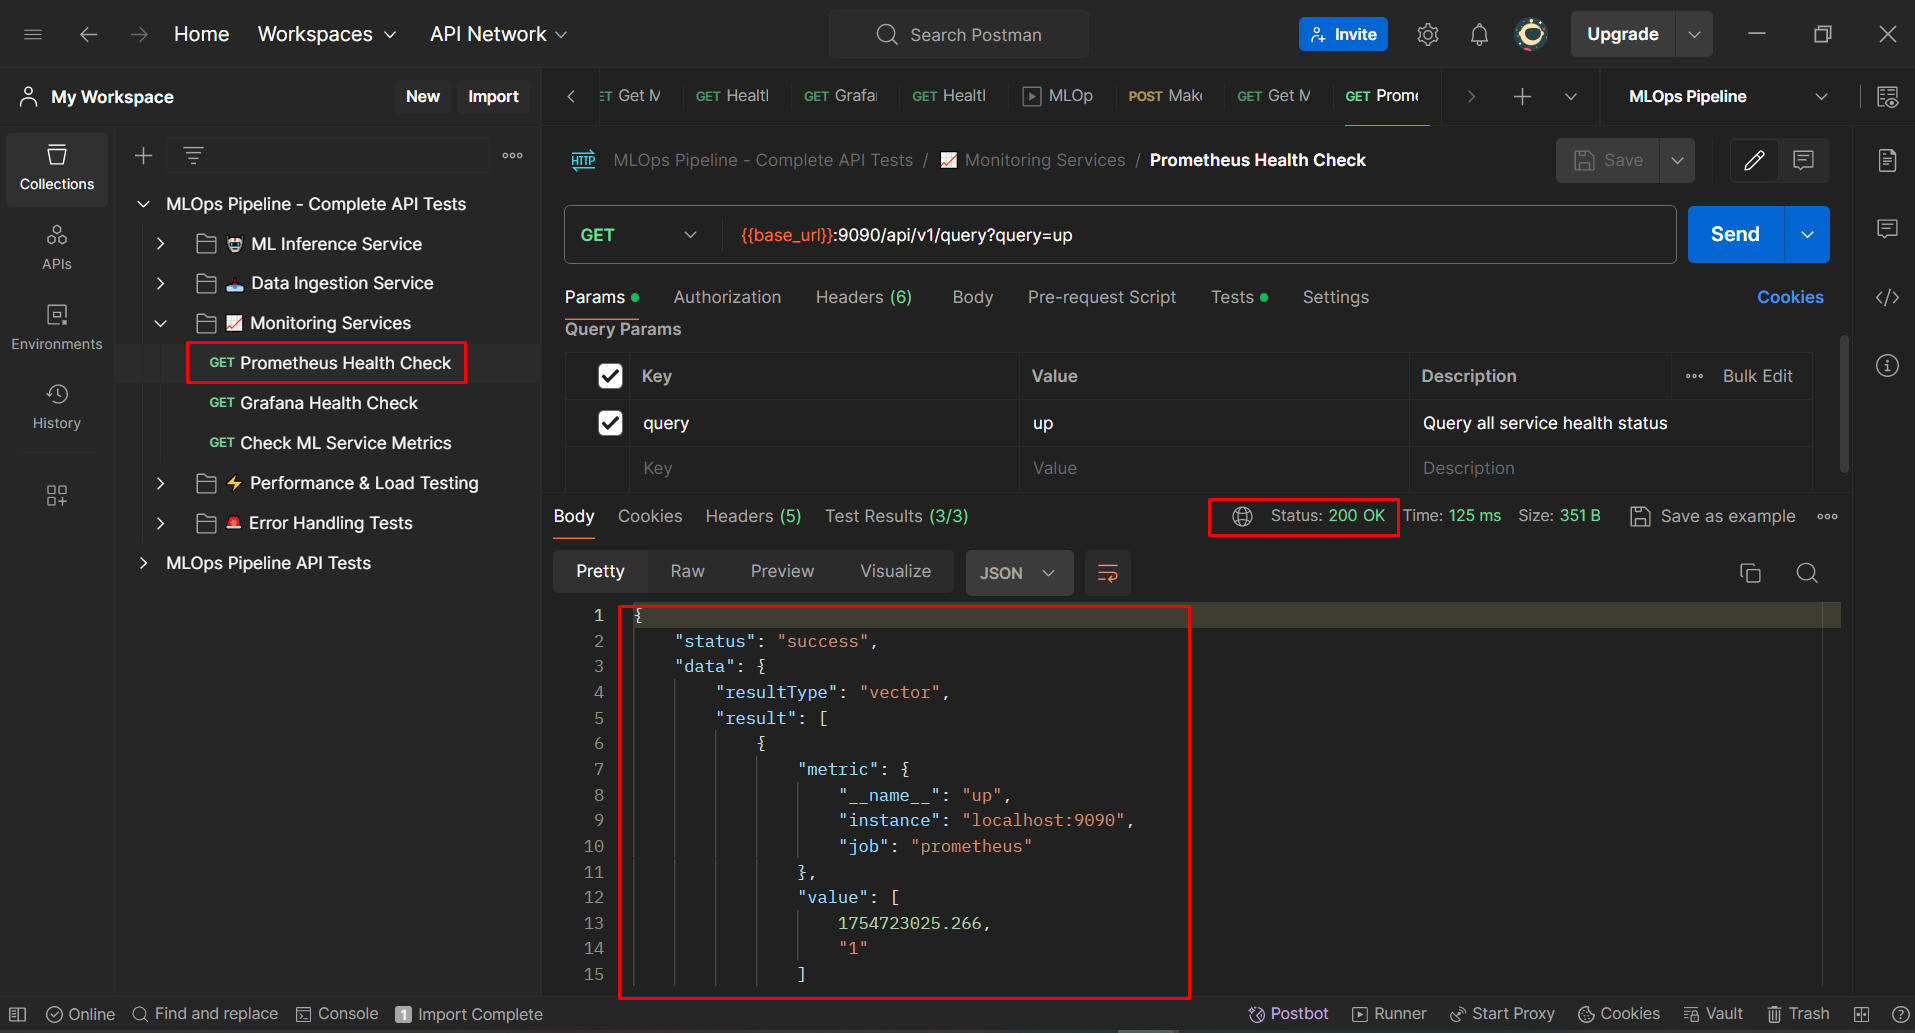 Home Workspaces API Network Search Postman Invite Upgrade
My Workspace New Import
ET Get M GET Healtl GET Grafai GET Healtl MLOp POST Make GET Get M GET Prome MLOps Pipeline
Collections
APIs
Environments
History
MLOps Pipeline - Complete API Tests
ML Inference Service
Data Ingestion Service
Monitoring Services
GET Prometheus Health Check
GET Grafana Health Check
GET Check ML Service Metrics
Performance & Load Testing
Error Handling Tests
MLOps Pipeline API Tests
HTTP MLOps Pipeline - Complete API Tests / Monitoring Services / Prometheus Health Check Save
GET {{base_url}}:9090/api/v1/query?query=up Send
Params Authorization Headers (6) Body Pre-request Script Tests Settings Cookies
Query Params
Key Value Description Bulk Edit
query up Query all service health status
Key Value Description
Body Cookies Headers (5) Test Results (3/3) Status: 200 OK Time: 125 ms Size: 351 B Save as example
Pretty Raw Preview Visualize JSON
1 {
2 "status": "success",
3 "data": {
4 "resultType": "vector",
5 "result": [
6 {
7 "metric": {
8 "__name__": "up",
9 "instance": "localhost:9090",
10 "job": "prometheus"
11 },
12 "value": [
13 1754723025.266,
14 "1"
15 ]
Online Find and replace Console 1 Import Complete Postbot Runner Start Proxy Cookies Vault Trash